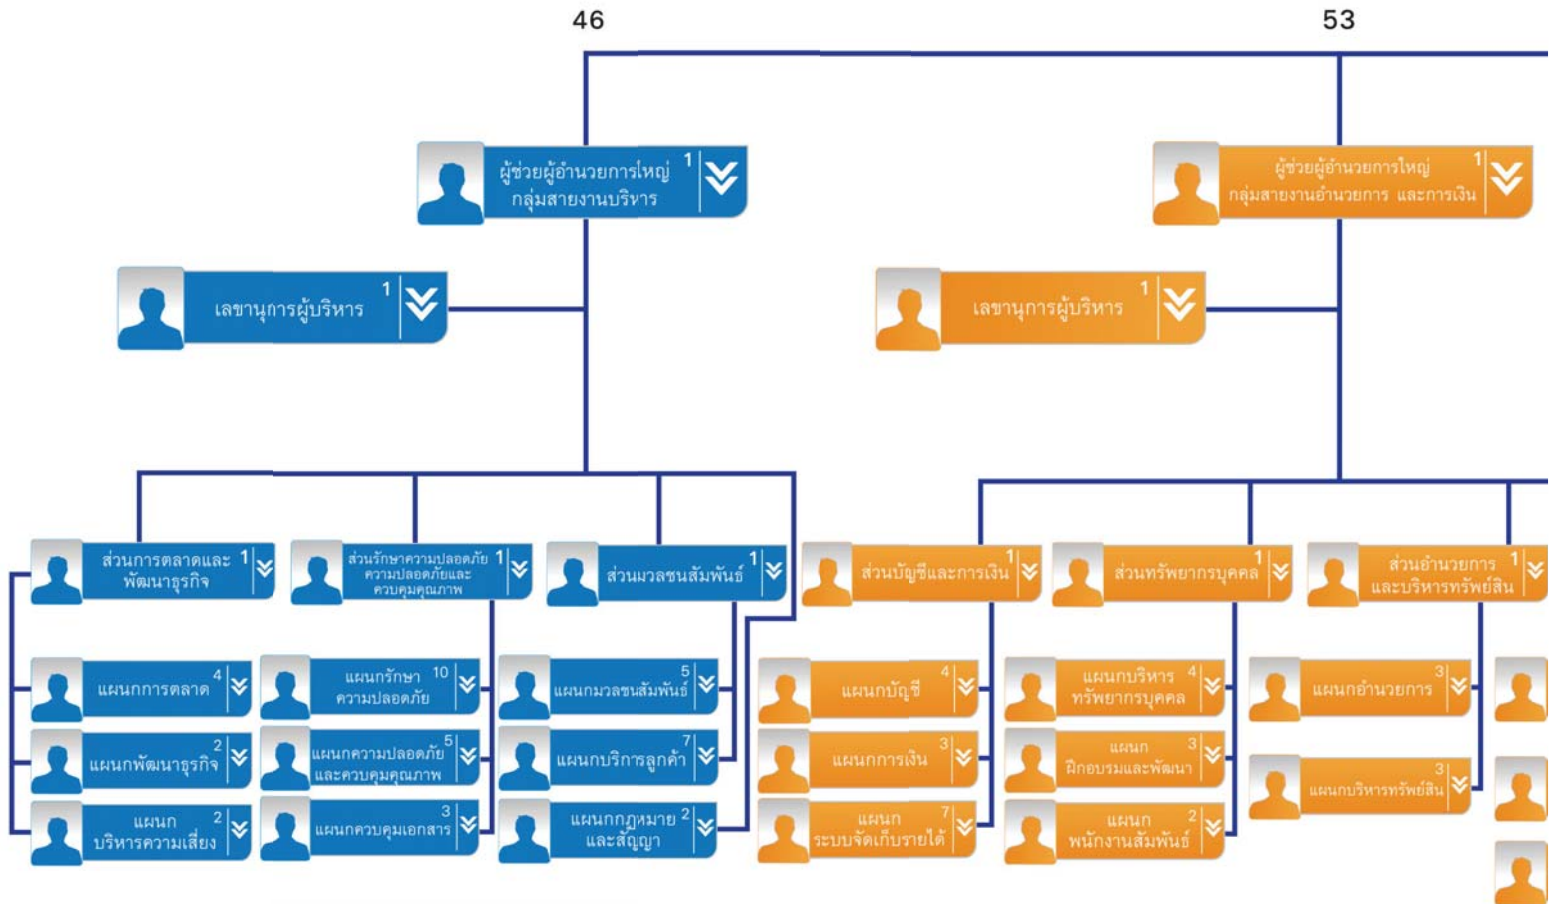 46
53
ผู้ช่วยผู้อำนวยการใหญ่ 1
กลุ่มสายงานบริหาร
ผู้ช่วยผู้อำนวยการใหญ่ 1
กลุ่มสายงานอำนวยการ และการเงิน
เลขานุการผู้บริหาร 1
เลขานุการผู้บริหาร 1
ส่วนการตลาดและ 1
พัฒนาธุรกิจ
ส่วนรักษาความปลอดภัย 1
ความปลอดภัยและ
ควบคุมคุณภาพ
ส่วนมวลชนสัมพันธ์ 1
ส่วนบัญชีและการเงิน 1
ส่วนทรัพยากรบุคคล 1
ส่วนอำนวยการ 1
และบริหารทรัพย์สิน
แผนกการตลาด 4
แผนกรักษา 10
ความปลอดภัย
แผนกมวลชนสัมพันธ์ 5
แผนกบัญชี 4
แผนกบริหาร 4
ทรัพยากรบุคคล
แผนกอำนวยการ 3
แผนกพัฒนาธุรกิจ 2
แผนกความปลอดภัย 5
และควบคุมคุณภาพ
แผนกบริการลูกค้า 7
แผนกการเงิน 3
แผนก 3
ฝึกอบรมและพัฒนา
แผนกบริหารทรัพย์สิน 3
แผนก 2
บริหารความเสี่ยง
แผนกควบคุมเอกสาร 3
แผนกกฎหมาย 2
และสัญญา
แผนก 7
ระบบจัดเก็บรายได้
แผนก 2
พนักงานสัมพันธ์